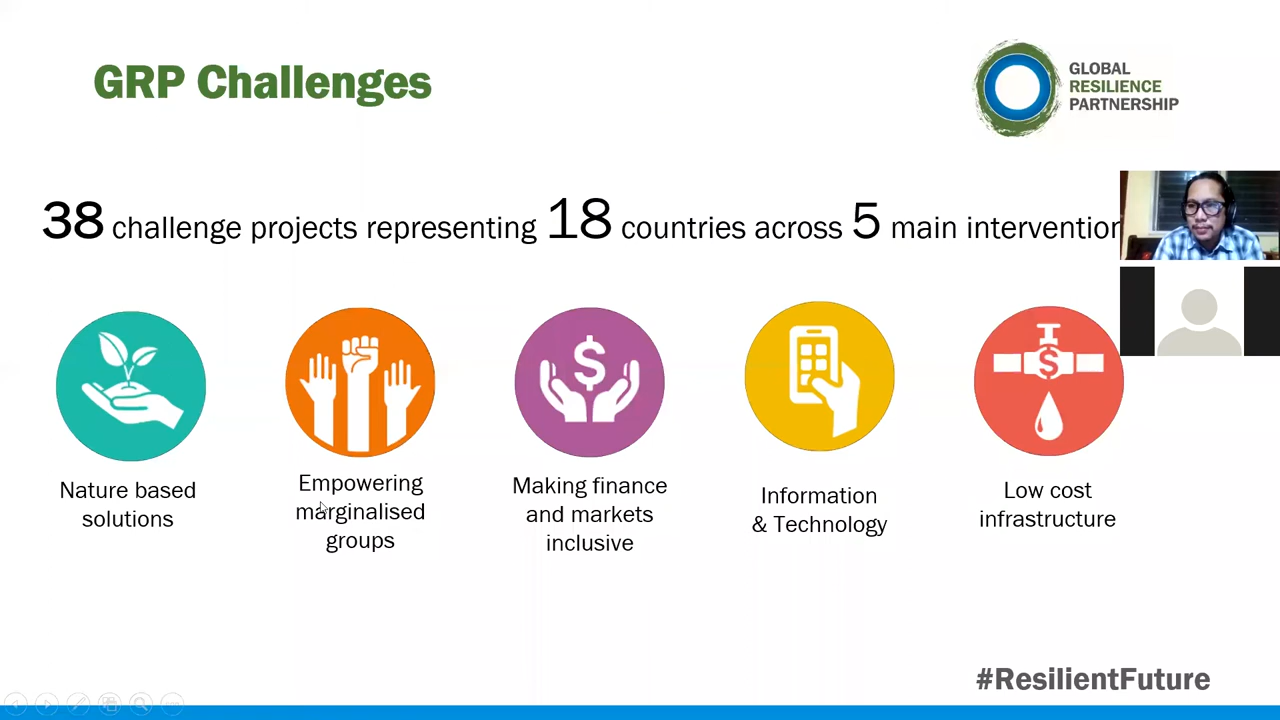 GRP Challenges
GLOBAL
RESILIENCE
PARTNERSHIP
38 challenge projects representing 18 countries across 5 main intervention
Nature based
solutions
Empowering
marginalised
groups
Making finance
and markets
inclusive
Information
& Technology
Low cost
infrastructure
#ResilientFuture